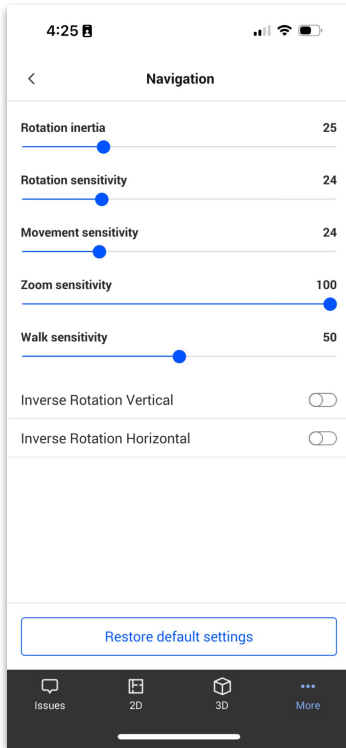 4:25
Navigation
Rotation inertia 25
Rotation sensitivity 24
Movement sensitivity 24
Zoom sensitivity 100
Walk sensitivity 50
Inverse Rotation Vertical
Inverse Rotation Horizontal
Restore default settings
Issues 2D 3D More